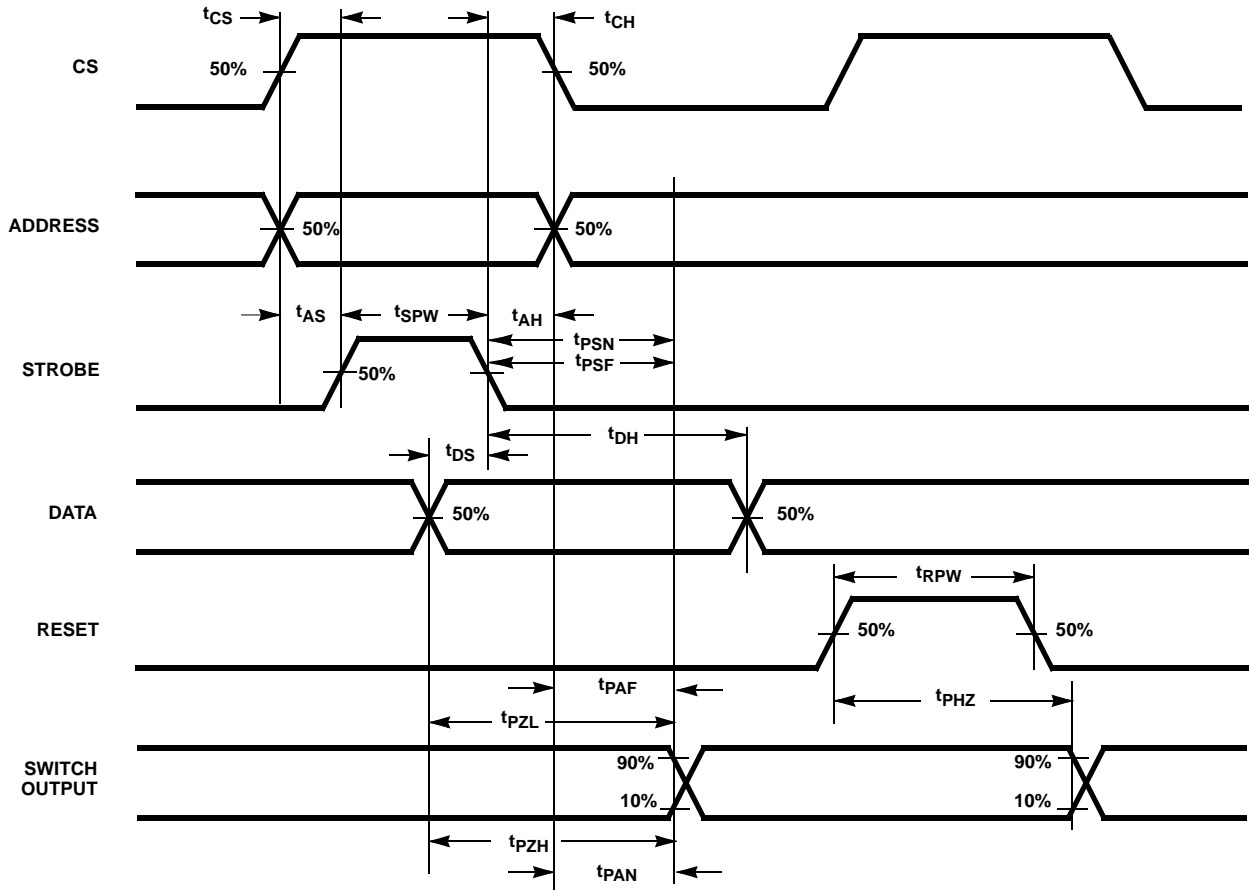 tCS tCH
CS 50% 50%
ADDRESS 50% 50%
tAS tSPW tAH
tPSN
tPSF
STROBE 50%
tDH
tDS
DATA 50% 50%
tRPW
RESET 50% 50%
tPAF tPHZ
tPZL
SWITCH
OUTPUT
90% 90%
10% 10%
tPZH
tPAN